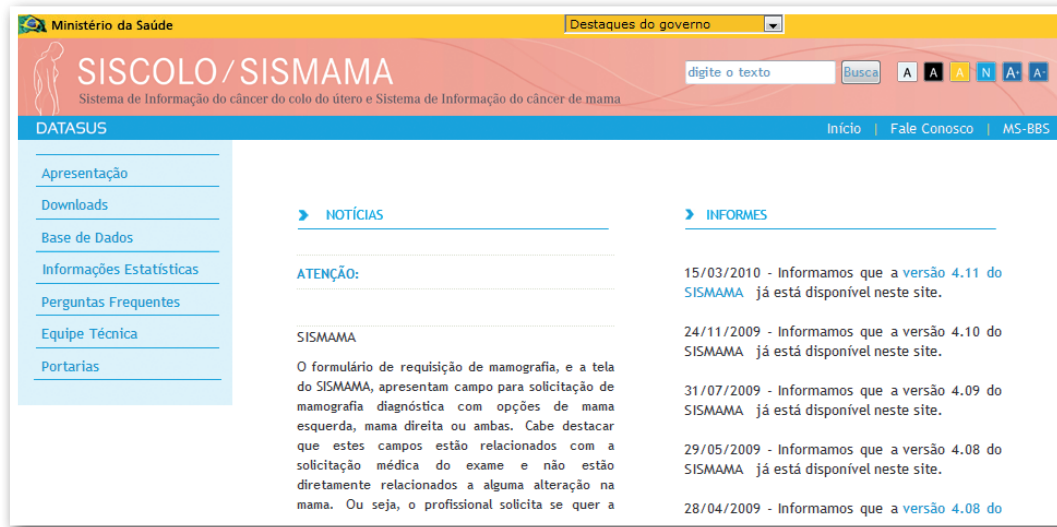 Ministério da Saúde
Destaques do governo
SISCOLO/SISMAMA
Sistema de Informação do câncer do colo do útero e Sistema de Informação do câncer de mama
digite o texto
Busca
A A A N A+ A-
DATASUS
Início | Fale Conosco | MS-BBS
Apresentação
Downloads
Base de Dados
Informações Estatísticas
Perguntas Frequentes
Equipe Técnica
Portarias
NOTÍCIAS
ATENÇÃO:
SISMAMA
O formulário de requisição de mamografia, e a tela
do SISMAMA, apresentam campo para solicitação de
mamografia diagnóstica com opções de mama
esquerda, mama direita ou ambas. Cabe destacar
que estes campos estão relacionados com a
solicitação médica do exame e não estão
diretamente relacionados a alguma alteração na
mama. Ou seja, o profissional solicita se quer a
INFORMES
15/03/2010 - Informamos que a versão 4.11 do
SISMAMA já está disponível neste site.
24/11/2009 - Informamos que a versão 4.10 do
SISMAMA já está disponível neste site.
31/07/2009 - Informamos que a versão 4.09 do
SISMAMA já está disponível neste site.
29/05/2009 - Informamos que a versão 4.08 do
SISMAMA já está disponível neste site.
28/04/2009 - Informamos que a versão 4.08 do